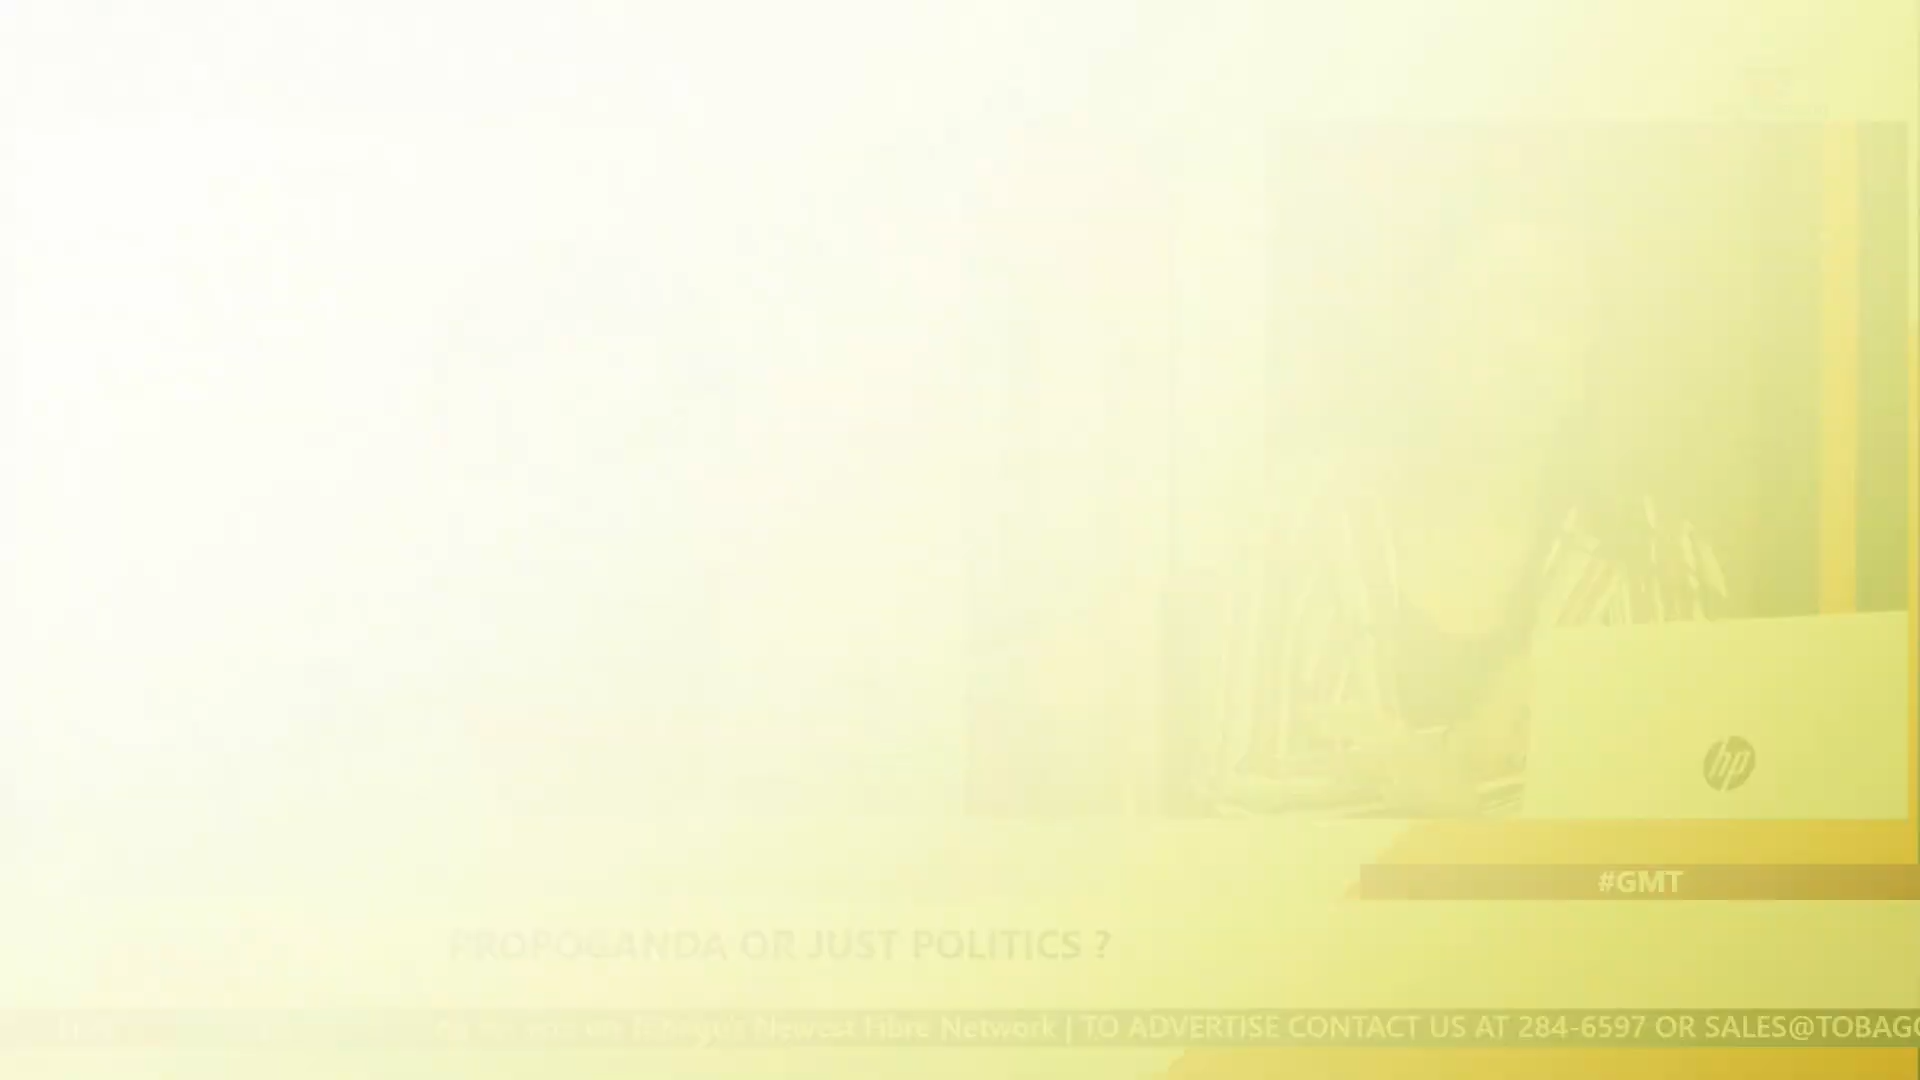 hp
#GMT
PROPOGANDA OR JUST POLITICS ?
Newest Fibre Network | TO ADVERTISE CONTACT US AT 284-6597 OR SALES@TOBAGO